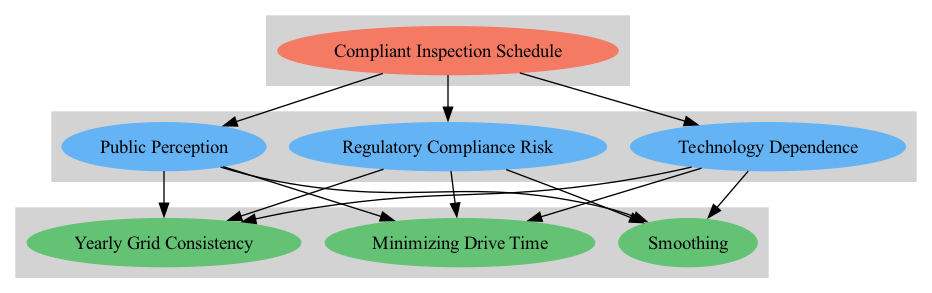 Compliant Inspection Schedule
Public Perception
Regulatory Compliance Risk
Technology Dependence
Yearly Grid Consistency
Minimizing Drive Time
Smoothing